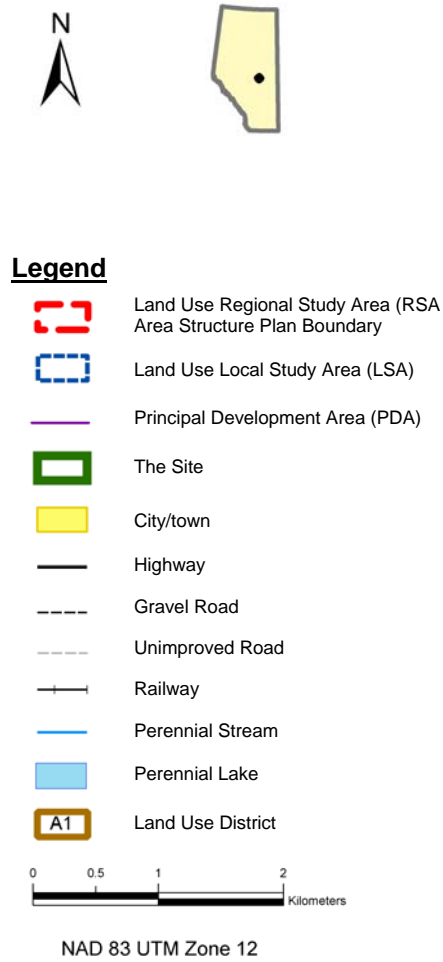 N
Legend
Land Use Regional Study Area (RSA
Area Structure Plan Boundary
Land Use Local Study Area (LSA)
Principal Development Area (PDA)
The Site
City/town
Highway
Gravel Road
Unimproved Road
Railway
Perennial Stream
Perennial Lake
A1 Land Use District
0 0.5 1 2
Kilometers
NAD 83 UTM Zone 12